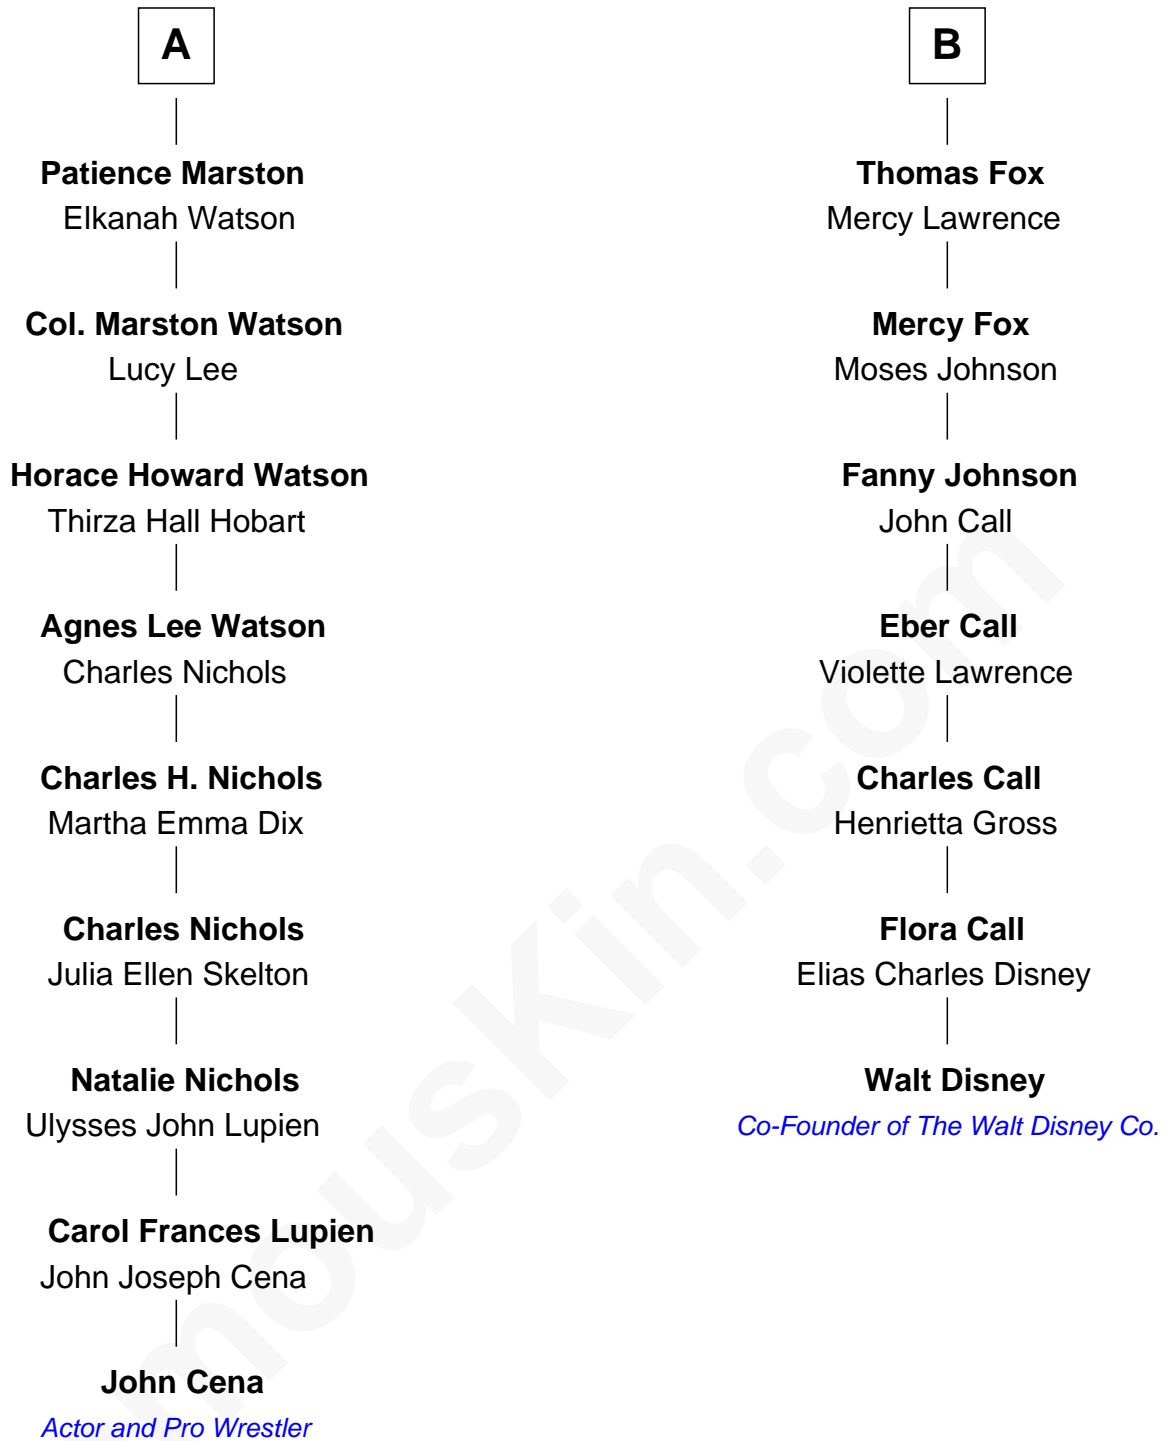 A
B
Patience Marston
Elkanah Watson
Thomas Fox
Mercy Lawrence
Col. Marston Watson
Lucy Lee
Mercy Fox
Moses Johnson
Horace Howard Watson
Thirza Hall Hobart
Fanny Johnson
John Call
Agnes Lee Watson
Charles Nichols
Eber Call
Violette Lawrence
Charles H. Nichols
Martha Emma Dix
Charles Call
Henrietta Gross
Charles Nichols
Julia Ellen Skelton
Flora Call
Elias Charles Disney
Natalie Nichols
Ulysses John Lupien
Walt Disney
Co-Founder of The Walt Disney Co.
Carol Frances Lupien
John Joseph Cena
John Cena
Actor and Pro Wrestler
mousKin.com